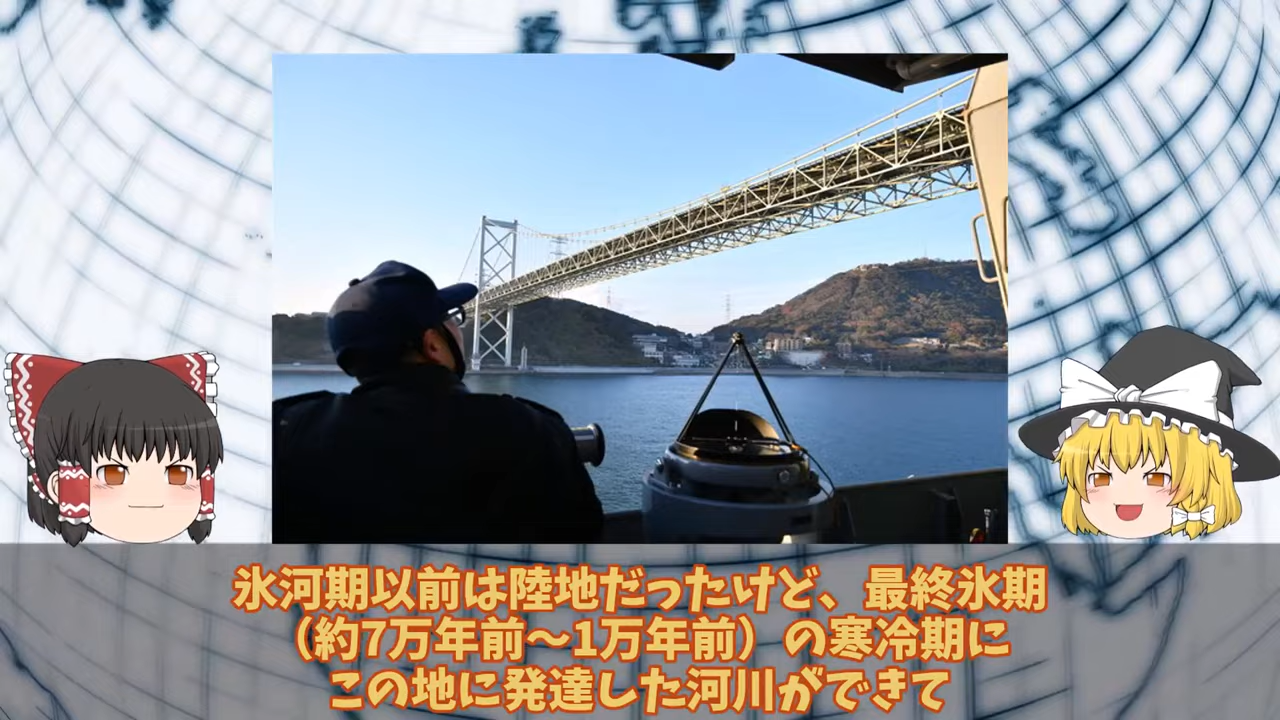 氷河期以前は陸地だったけど、最終氷期
（約7万年前～1万年前）の寒冷期に
この地に発達した河川ができて